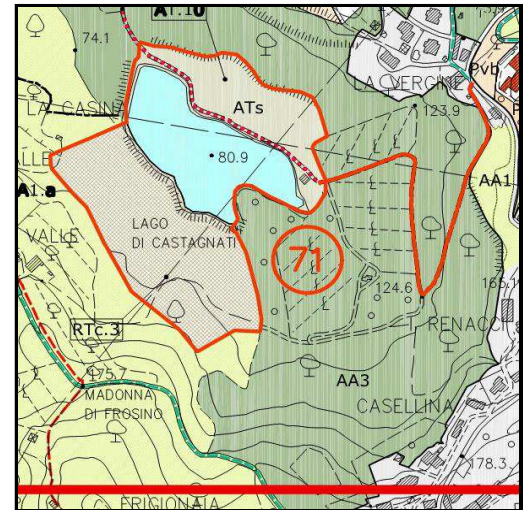 AT.10
74.1
LA VERGINE
Pvb
ATs
123.9
LA CASINA
80.9
AA1
A1.a
VALLE
LAGO
DI CASTAGNATI
71
124.6
RENACCI
RTc.3
175.7
MADONNA
DI FROSINO
AA3
CASELLINA
178.3
FRIGIONAIA